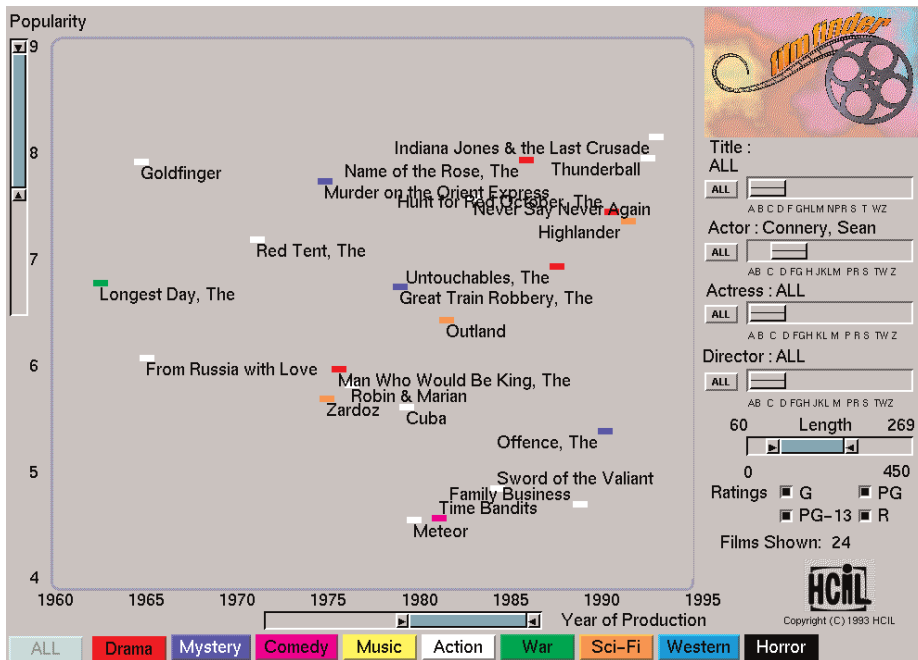 Popularity
film finder
9
8
7
6
5
4
Indiana Jones & the Last Crusade
Goldfinger
Name of the Rose, The
Thunderball
Murder on the Orient Express
Hunt for Red October, The
Never Say Never Again
Highlander
Red Tent, The
Untouchables, The
Longest Day, The
Great Train Robbery, The
Outland
From Russia with Love
Man Who Would Be King, The
Robin & Marian
Zardoz
Cuba
Offence, The
Sword of the Valiant
Family Business
Time Bandits
Meteor
1960 1965 1970 1975 1980 1985 1990 1995
Year of Production
Title :
ALL
ALL
A B C D F GHLM NPR S T WZ
Actor : Connery, Sean
ALL
AB C D FG H JKLM P R S TW Z
Actress : ALL
ALL
A B C D FGH KL M P R S TW Z
Director : ALL
ALL
AB C D FGH JKL M P R S TWZ
60 Length 269
0 450
Ratings G PG
PG-13 R
Films Shown: 24
HCIL
Copyright (C) 1993 HCIL
ALL Drama Mystery Comedy Music Action War Sci-Fi Western Horror